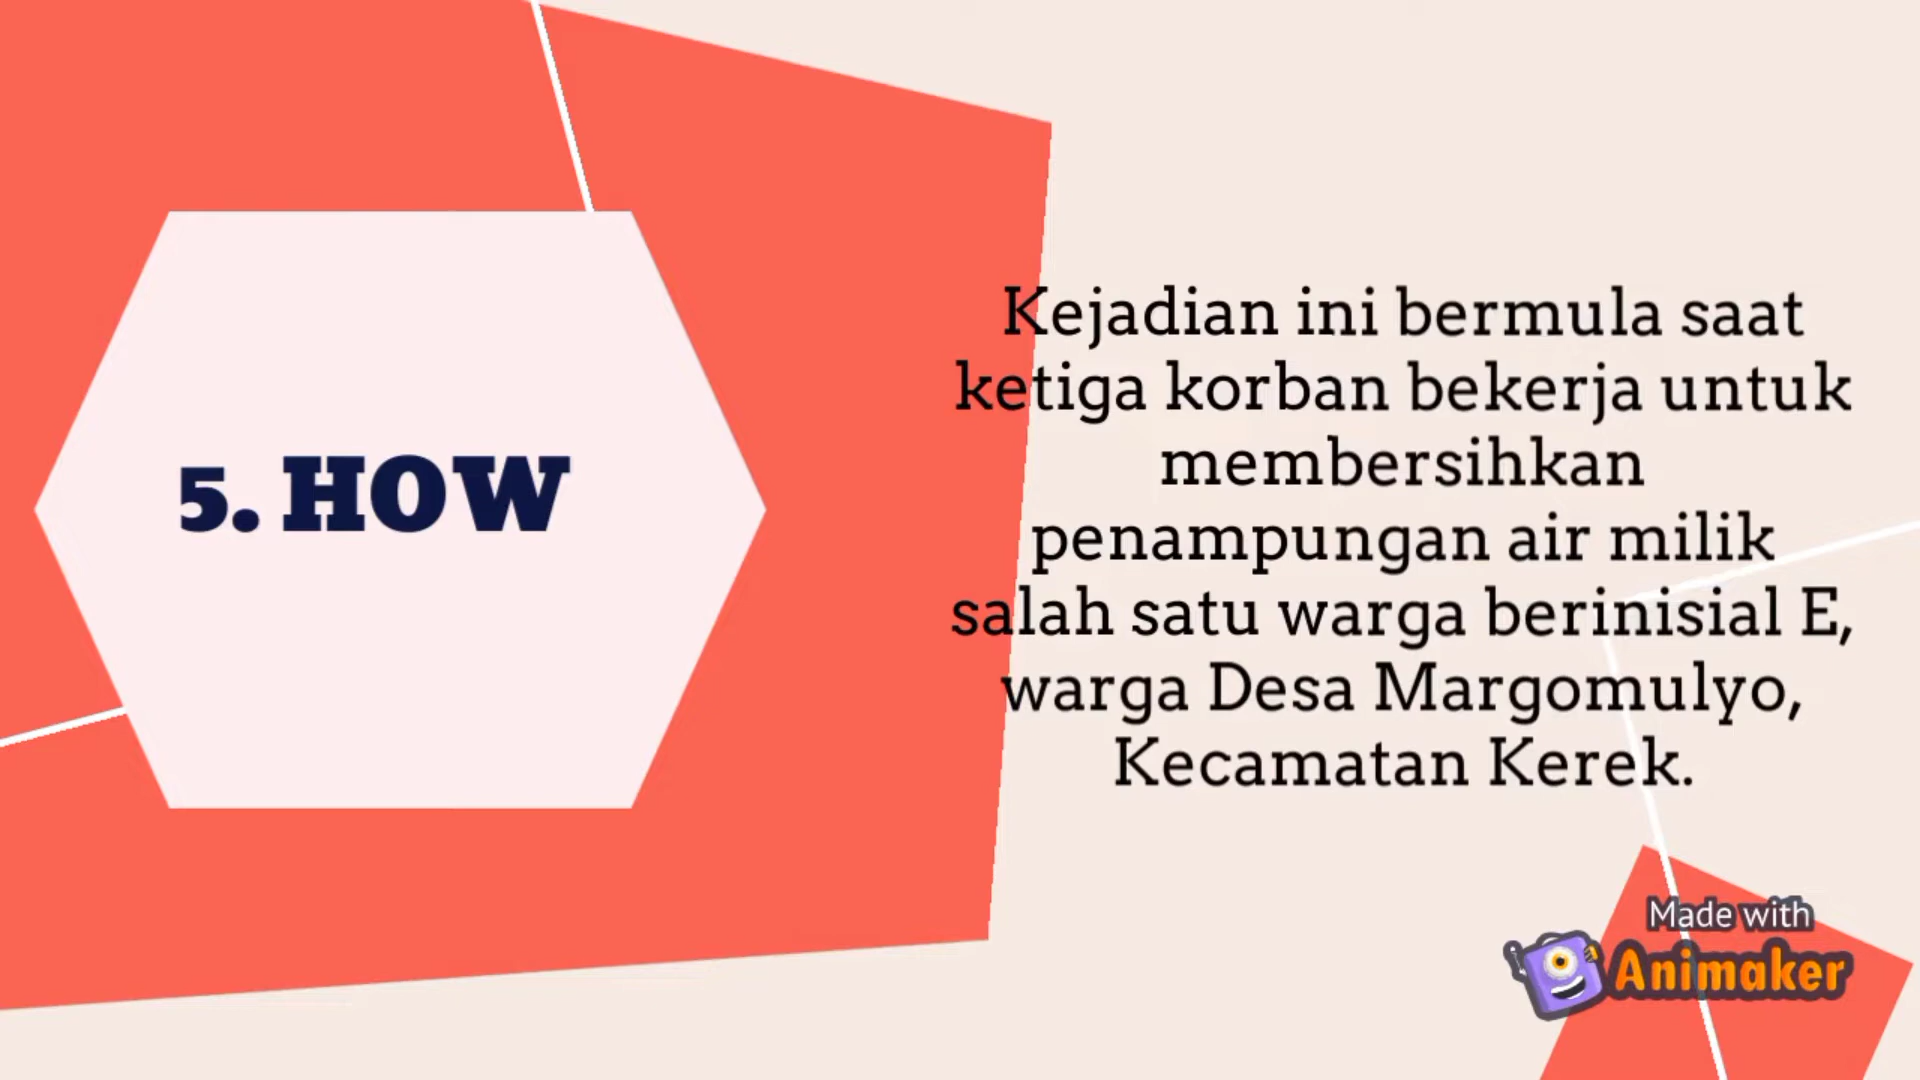 5. HOW
Kejadian ini bermula saat
ketiga korban bekerja untuk
membersihkan
penampungan air milik
salah satu warga berinisial E,
warga Desa Margomulyo,
Kecamatan Kerek.
Made with
Animaker